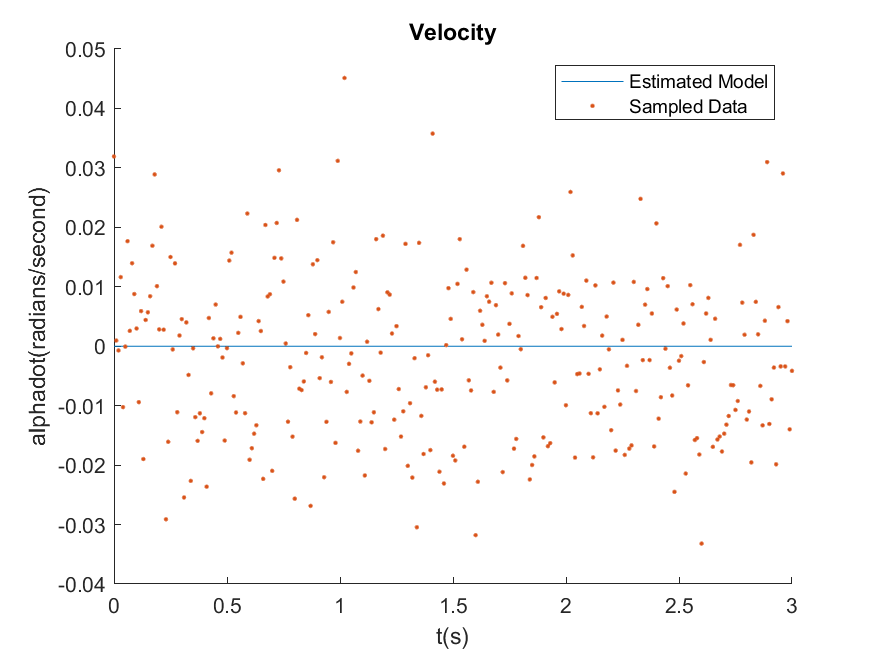 Velocity
0.05
0.04
0.03
0.02
0.01
0
-0.01
-0.02
-0.03
-0.04
alphadot(radians/second)
Estimated Model
Sampled Data
0 0.5 1 1.5 2 2.5 3
t(s)